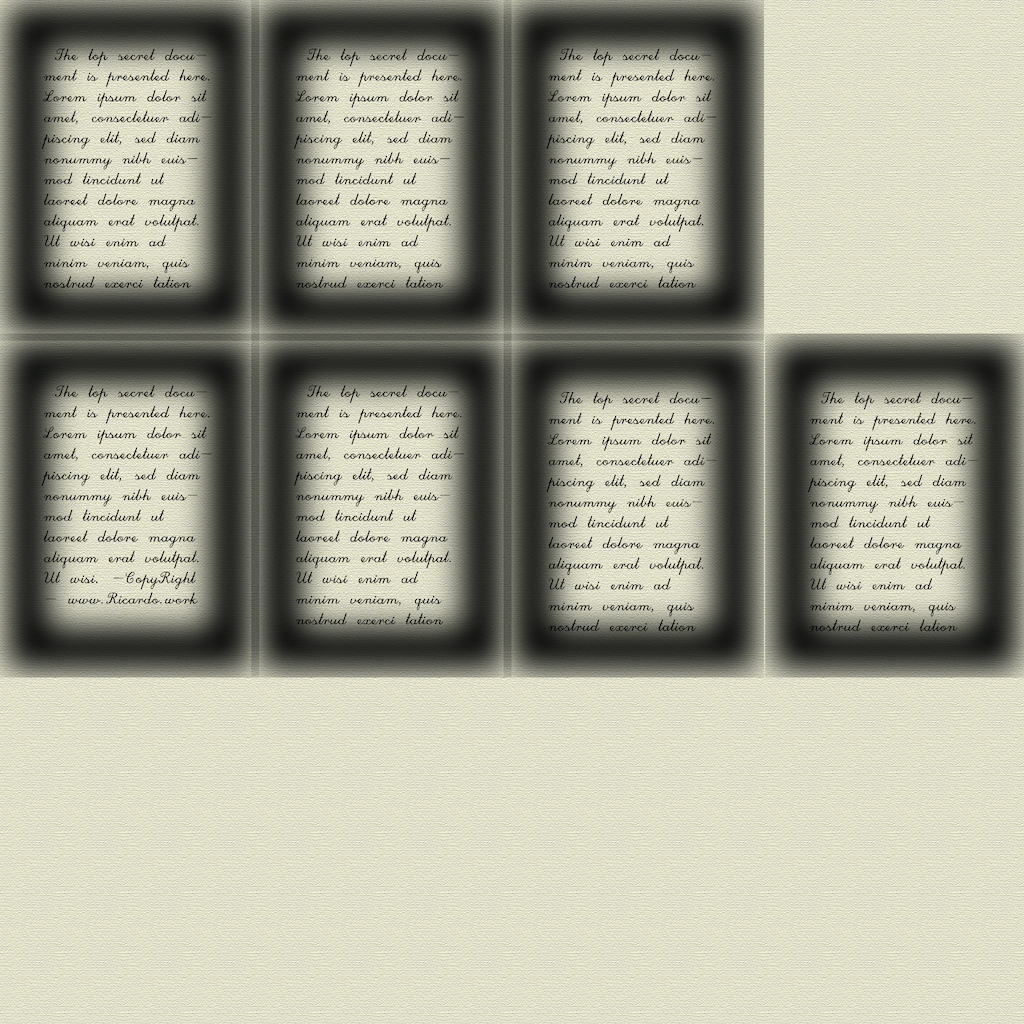 The top secret docu-
ment is presented here.
Lorem ipsum dolor sit
amet, consectetuer adi-
piscing elit, sed diam
nonummy nibh euis-
mod tincidunt ut
laoreet dolore magna
aliquam erat volutpat.
Ut wisi enim ad
minim veniam, quis
nostrud exerci tation
The top secret docu-
ment is presented here.
Lorem ipsum dolor sit
amet, consectetuer adi-
piscing elit, sed diam
nonummy nibh euis-
mod tincidunt ut
laoreet dolore magna
aliquam erat volutpat.
Ut wisi enim ad
minim veniam, quis
nostrud exerci tation
The top secret docu-
ment is presented here.
Lorem ipsum dolor sit
amet, consectetuer adi-
piscing elit, sed diam
nonummy nibh euis-
mod tincidunt ut
laoreet dolore magna
aliquam erat volutpat.
Ut wisi enim ad
minim veniam, quis
nostrud exerci tation
The top secret docu-
ment is presented here.
Lorem ipsum dolor sit
amet, consectetuer adi-
piscing elit, sed diam
nonummy nibh euis-
mod tincidunt ut
laoreet dolore magna
aliquam erat volutpat.
Ut wisi. -CopyRight
- www.Ricardo.work
The top secret docu-
ment is presented here.
Lorem ipsum dolor sit
amet, consectetuer adi-
piscing elit, sed diam
nonummy nibh euis-
mod tincidunt ut
laoreet dolore magna
aliquam erat volutpat.
Ut wisi enim ad
minim veniam, quis
nostrud exerci tation
The top secret docu-
ment is presented here.
Lorem ipsum dolor sit
amet, consectetuer adi-
piscing elit, sed diam
nonummy nibh euis-
mod tincidunt ut
laoreet dolore magna
aliquam erat volutpat.
Ut wisi enim ad
minim veniam, quis
nostrud exerci tation
The top secret docu-
ment is presented here.
Lorem ipsum dolor sit
amet, consectetuer adi-
piscing elit, sed diam
nonummy nibh euis-
mod tincidunt ut
laoreet dolore magna
aliquam erat volutpat.
Ut wisi enim ad
minim veniam, quis
nostrud exerci tation